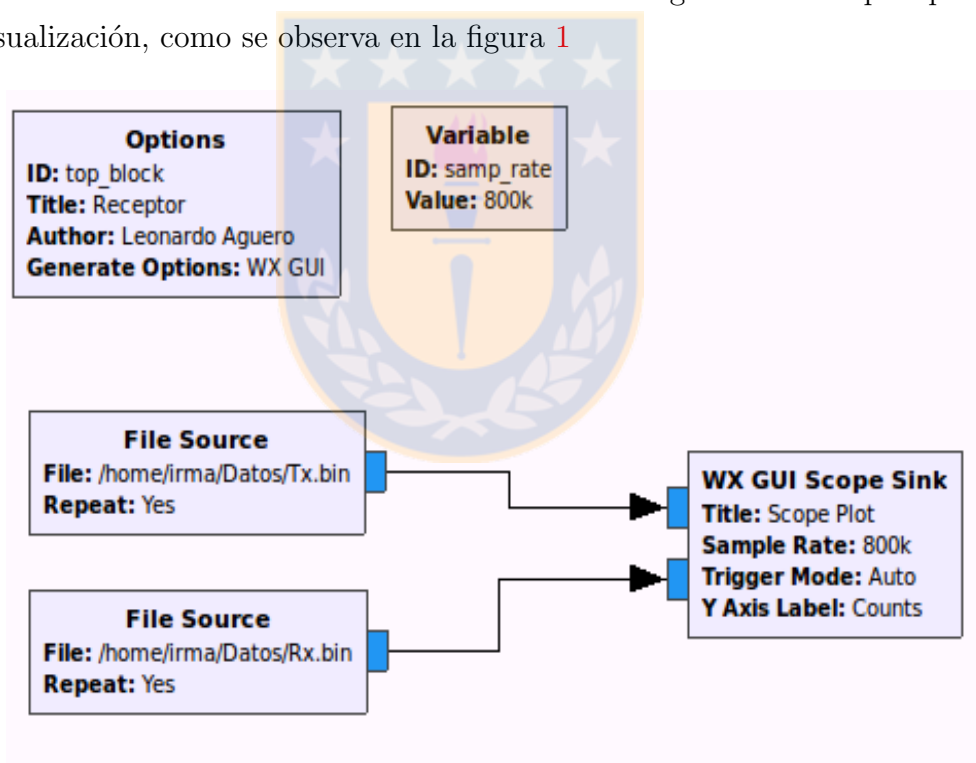 sualización, como se observa en la figura 1
Options
ID: top_block
Title: Receptor
Author: Leonardo Aguero
Generate Options: WX GUI
Variable
ID: samp_rate
Value: 800k
File Source
File: /home/irma/Datos/Tx.bin
Repeat: Yes
File Source
File: /home/irma/Datos/Rx.bin
Repeat: Yes
WX GUI Scope Sink
Title: Scope Plot
Sample Rate: 800k
Trigger Mode: Auto
Y Axis Label: Counts